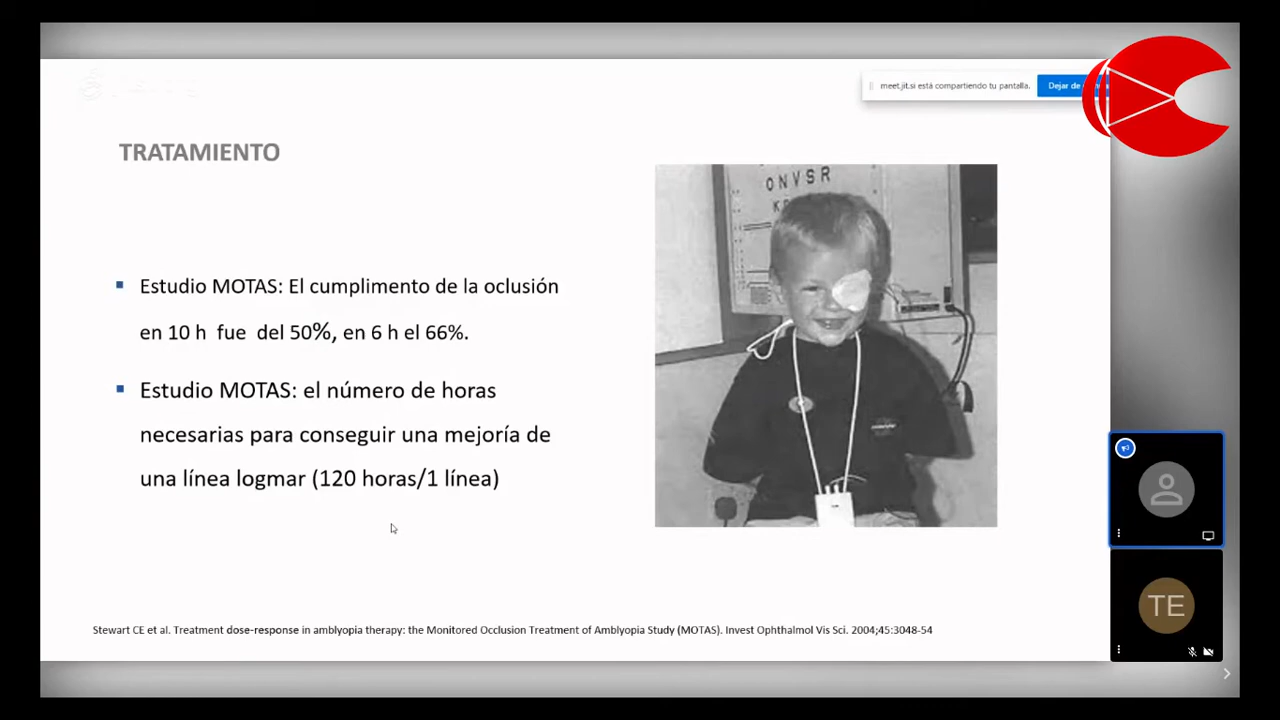 meet.jit.si está compartiendo tu pantalla.
Dejar de
TRATAMIENTO
ONVSR
K
Estudio MOTAS: El cumplimento de la oclusión
en 10 h fue del 50%, en 6 h el 66%.
Estudio MOTAS: el número de horas
necesarias para conseguir una mejoría de
una línea logmar (120 horas/1 línea)
TE
Stewart CE et al. Treatment dose-response in amblyopia therapy: the Monitored Occlusion Treatment of Amblyopia Study (MOTAS). Invest Ophthalmol Vis Sci. 2004;45:3048-54